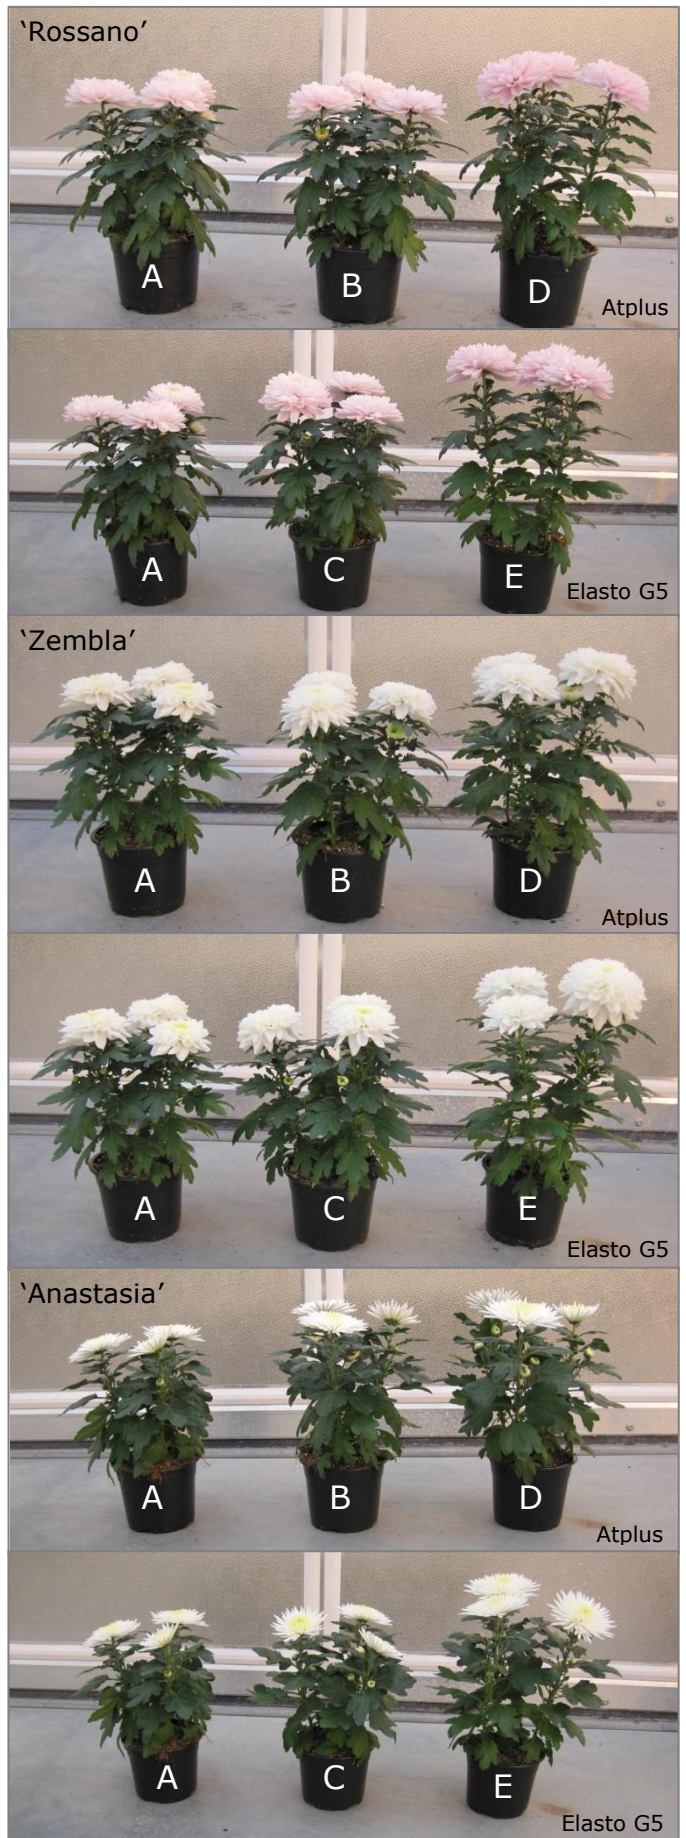 ‘Rossano’
A B D
Atplus
A C E
Elasto G5
‘Zembla’
A B D
Atplus
A C E
Elasto G5
‘Anastasia’
A B D
Atplus
A C E
Elasto G5